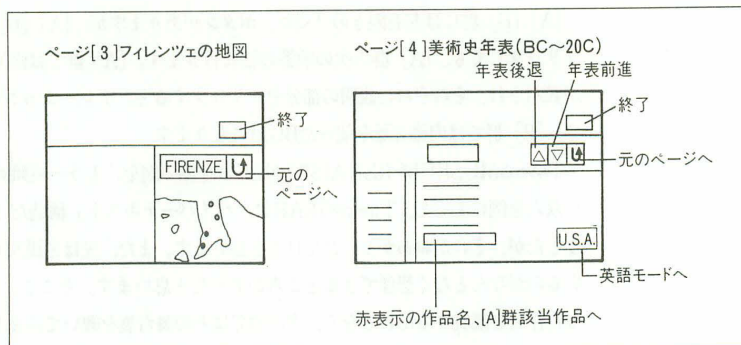 ページ[3]フィレンツェの地図
終了
FIRENZE
元の
ページへ
ページ[4]美術史年表(BC～20C)
年表後退 年表前進
終了
△ ▽
元のページへ
U.S.A.
英語モードへ
赤表示の作品名、[A]群該当作品へ